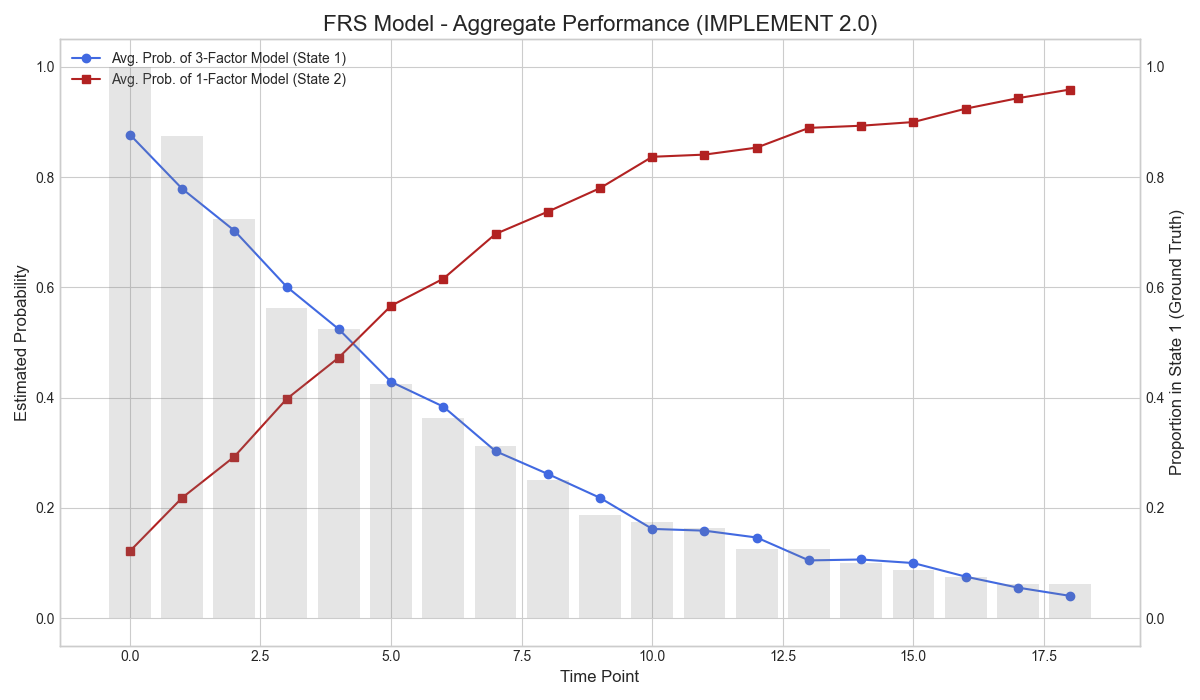 FRS Model - Aggregate Performance (IMPLEMENT 2.0)
Avg. Prob. of 3-Factor Model (State 1)
Avg. Prob. of 1-Factor Model (State 2)
Estimated Probability
1.0
0.8
0.6
0.4
0.2
0.0
1.0
0.8
0.6
0.4
0.2
0.0
Proportion in State 1 (Ground Truth)
0.0 2.5 5.0 7.5 10.0 12.5 15.0 17.5
Time Point